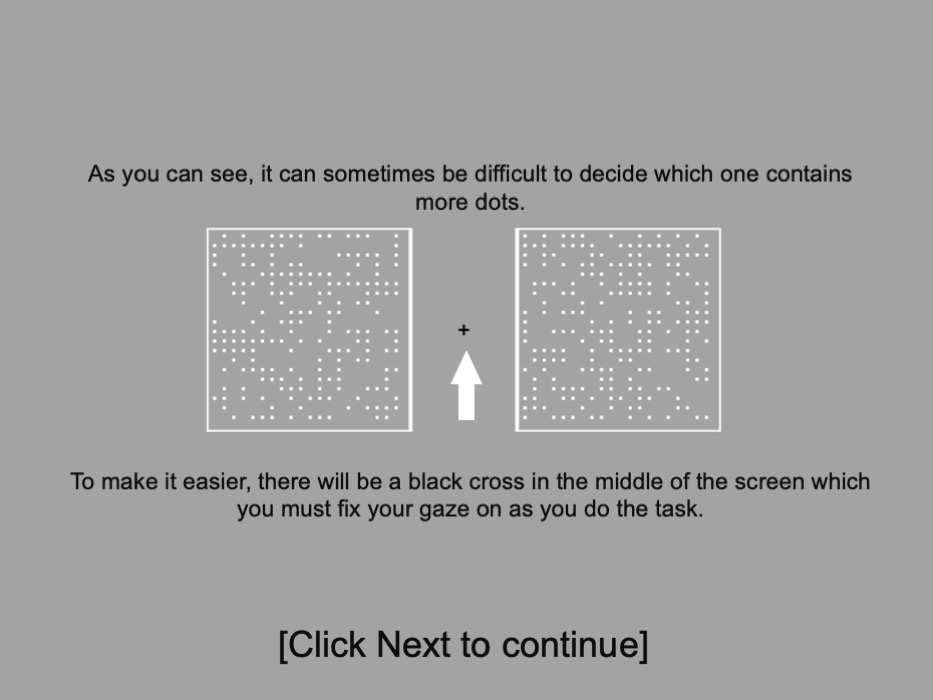 As you can see, it can sometimes be difficult to decide which one contains
more dots.
+
To make it easier, there will be a black cross in the middle of the screen which
you must fix your gaze on as you do the task.
[Click Next to continue]